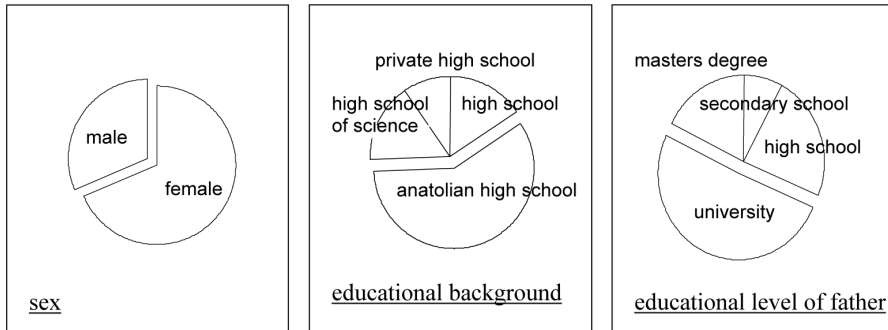 male
female
sex
private high school
high school
of science
high school
anatolian high school
educational background
masters degree
secondary school
high school
university
educational level of father